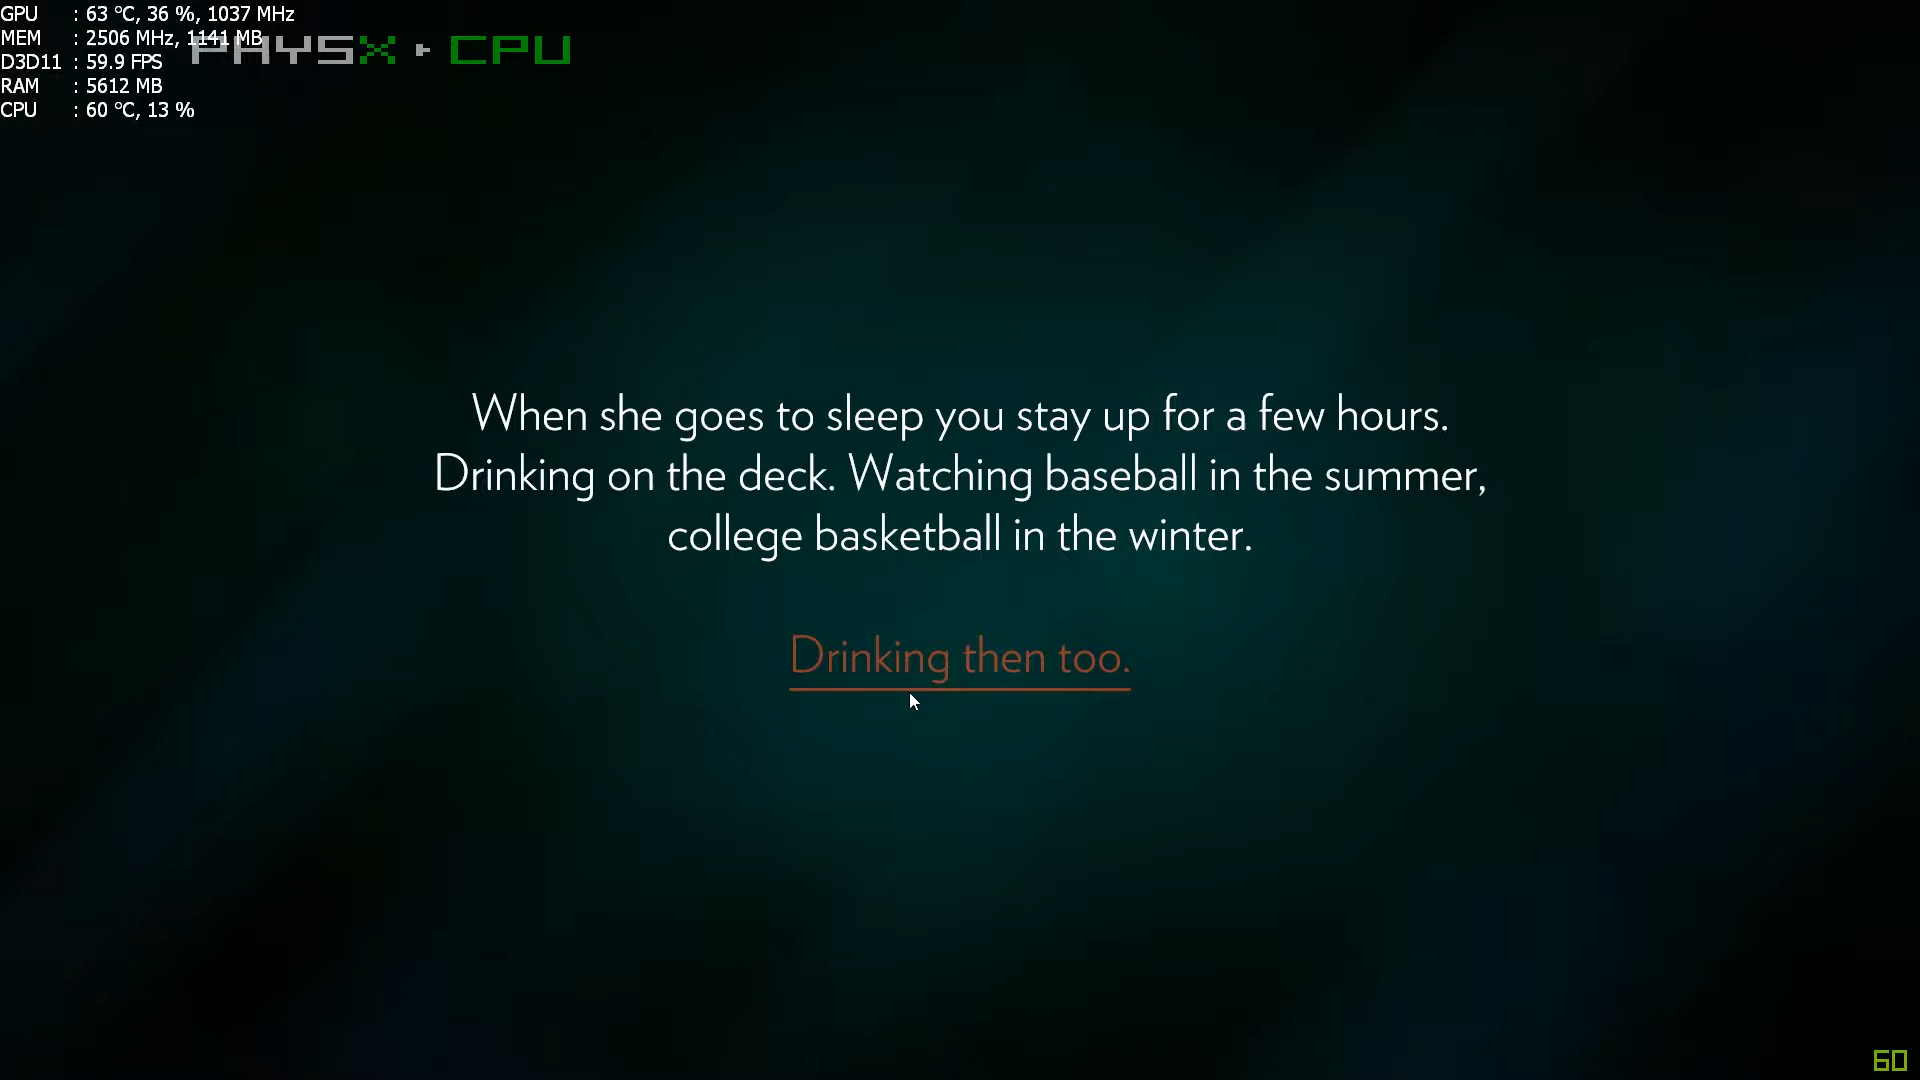 GPU : 63 °C, 36 %, 1037 MHz
MEM : 2506 MHz, 1141 MB
D3D11 : 59.9 FPS
RAM : 5612 MB
CPU : 60 °C, 13 %
PHYSX ▸ CPU
When she goes to sleep you stay up for a few hours.
Drinking on the deck. Watching baseball in the summer,
college basketball in the winter.
Drinking then too.
60